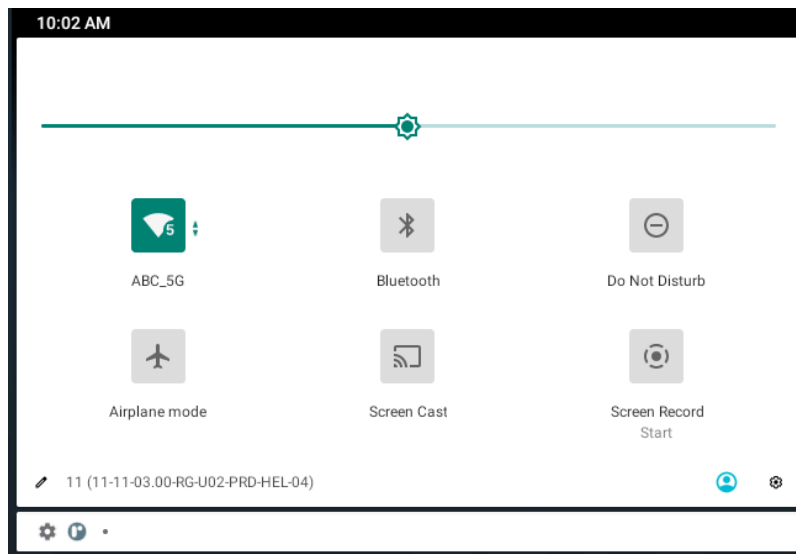 10:02 AM
5
ABC_5G
Bluetooth
Do Not Disturb
Airplane mode
Screen Cast
Screen Record
Start
11 (11-11-03.00-RG-U02-PRD-HEL-04)